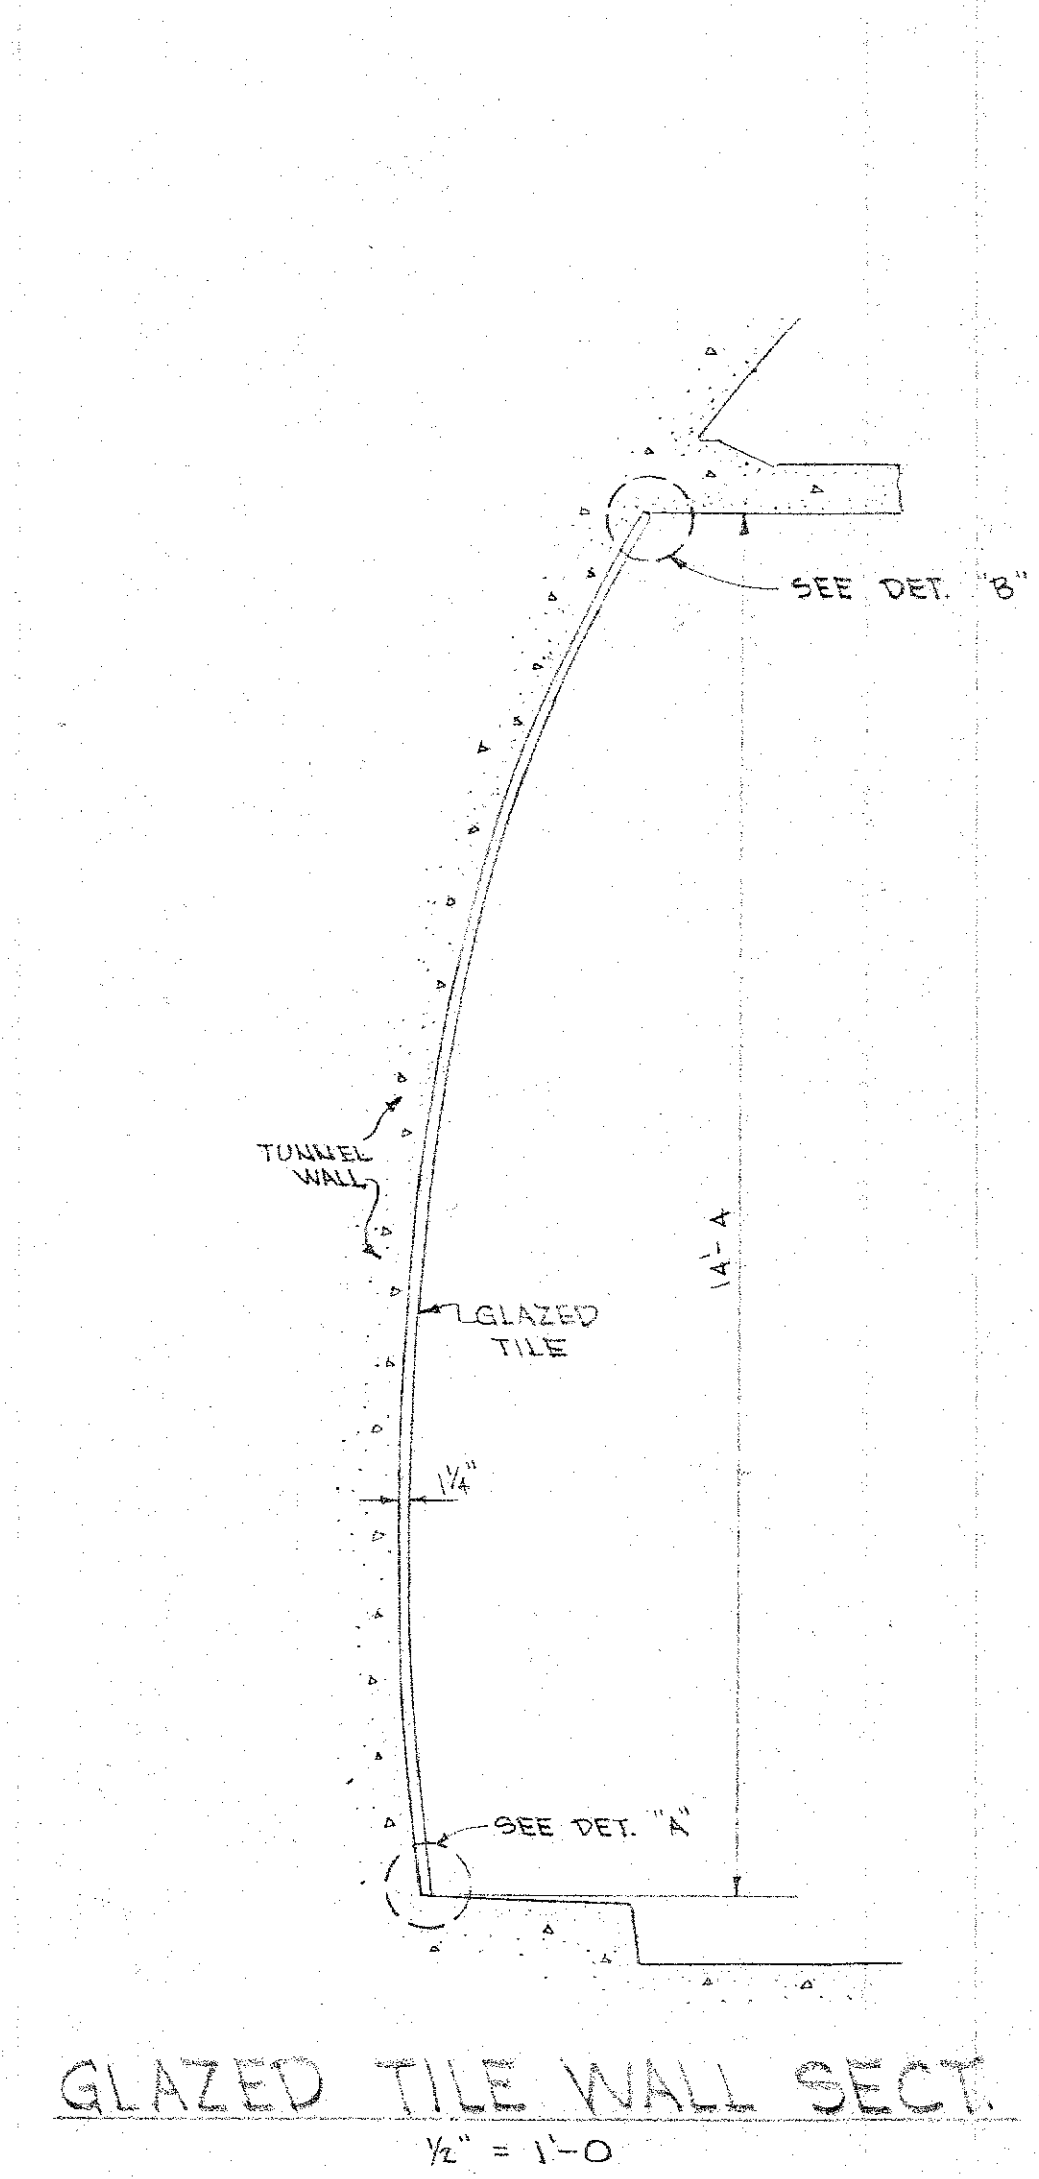 SEE DET. "B"
TUNNEL
WALL
14'-4
GLAZED
TILE
1¼"
SEE DET. "A"
GLAZED TILE WALL SECT.
½" = 1'-0